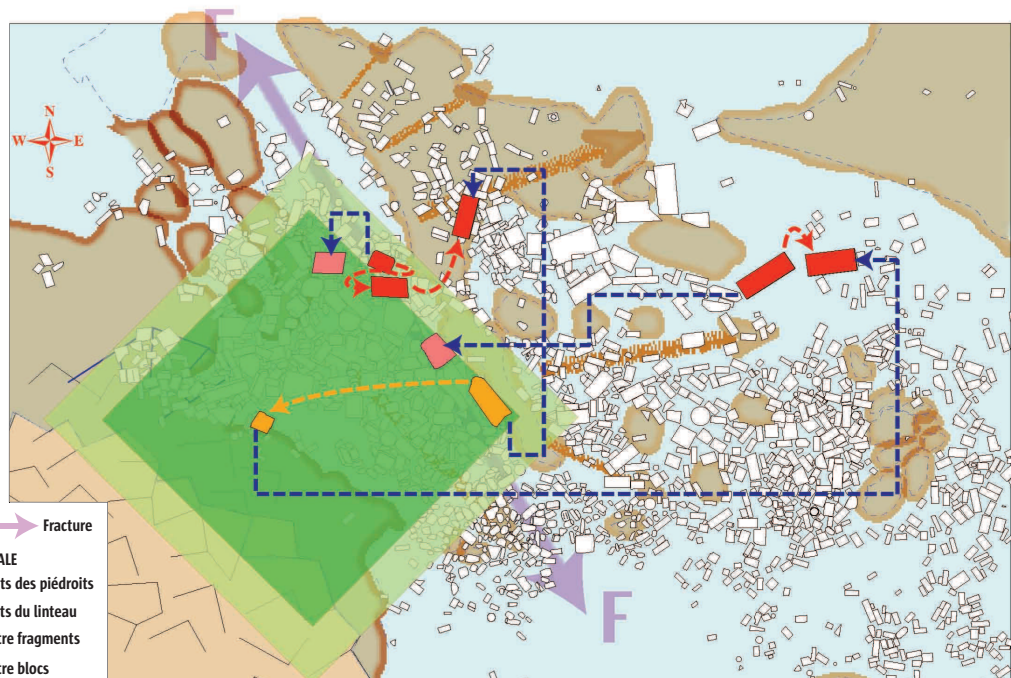 F
N
W E
S
F
Fracture
ALE
ts des piédroits
ts du linteau
tre fragments
tre blocs